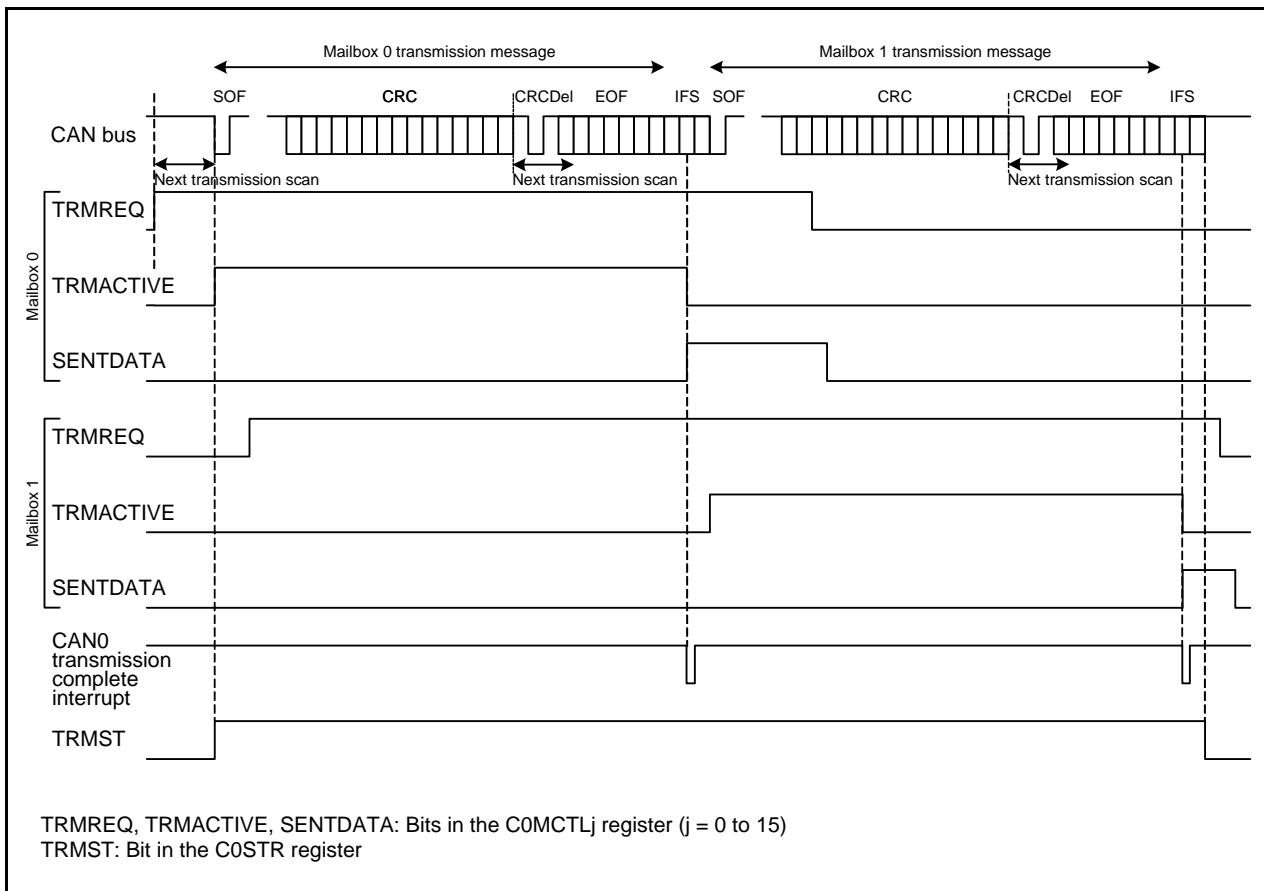 Mailbox 0 transmission message
Mailbox 1 transmission message
SOF CRC CRCDel EOF IFS SOF CRC CRCDel EOF IFS
CAN bus
Next transmission scan
Next transmission scan
Next transmission scan
Mailbox 0
TRMREQ
TRMACTIVE
SENTDATA
Mailbox 1
TRMREQ
TRMACTIVE
SENTDATA
CAN0
transmission
complete
interrupt
TRMST
TRMREQ, TRMACTIVE, SENTDATA: Bits in the C0MCTLj register (j = 0 to 15)
TRMST: Bit in the C0STR register